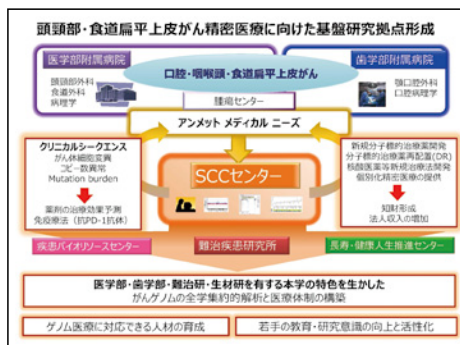 頭頸部・食道扁平上皮がん精密医療に向けた基盤研究拠点形成
医学部附属病院
歯学部附属病院
口腔・咽喉頭・食道扁平上皮がん
頭頸部外科
食道外科
病理学
顎口腔外科
口腔病理学
腫瘍センター
アンメット メディカル ニーズ
クリニカルシークエンス
がん体細胞変異
コピー数異常
Mutation burden
薬剤の治療効果予測
免疫療法（抗PD-1抗体）
SCCセンター
新規分子標的治療薬開発
分子標的治療薬再配置(DR)
核酸医薬等新規治療法開発
個別化精密医療の提供
知財形成
法人収入の増加
疾患バイオリソースセンター
難治疾患研究所
長寿・健康人生推進センター
医学部・歯学部・難治研・生材研を有する本学の特色を生かした
がんゲノムの全学集約的解析と医療体制の構築
ゲノム医療に対応できる人材の育成
若手の教育・研究意識の向上と活性化